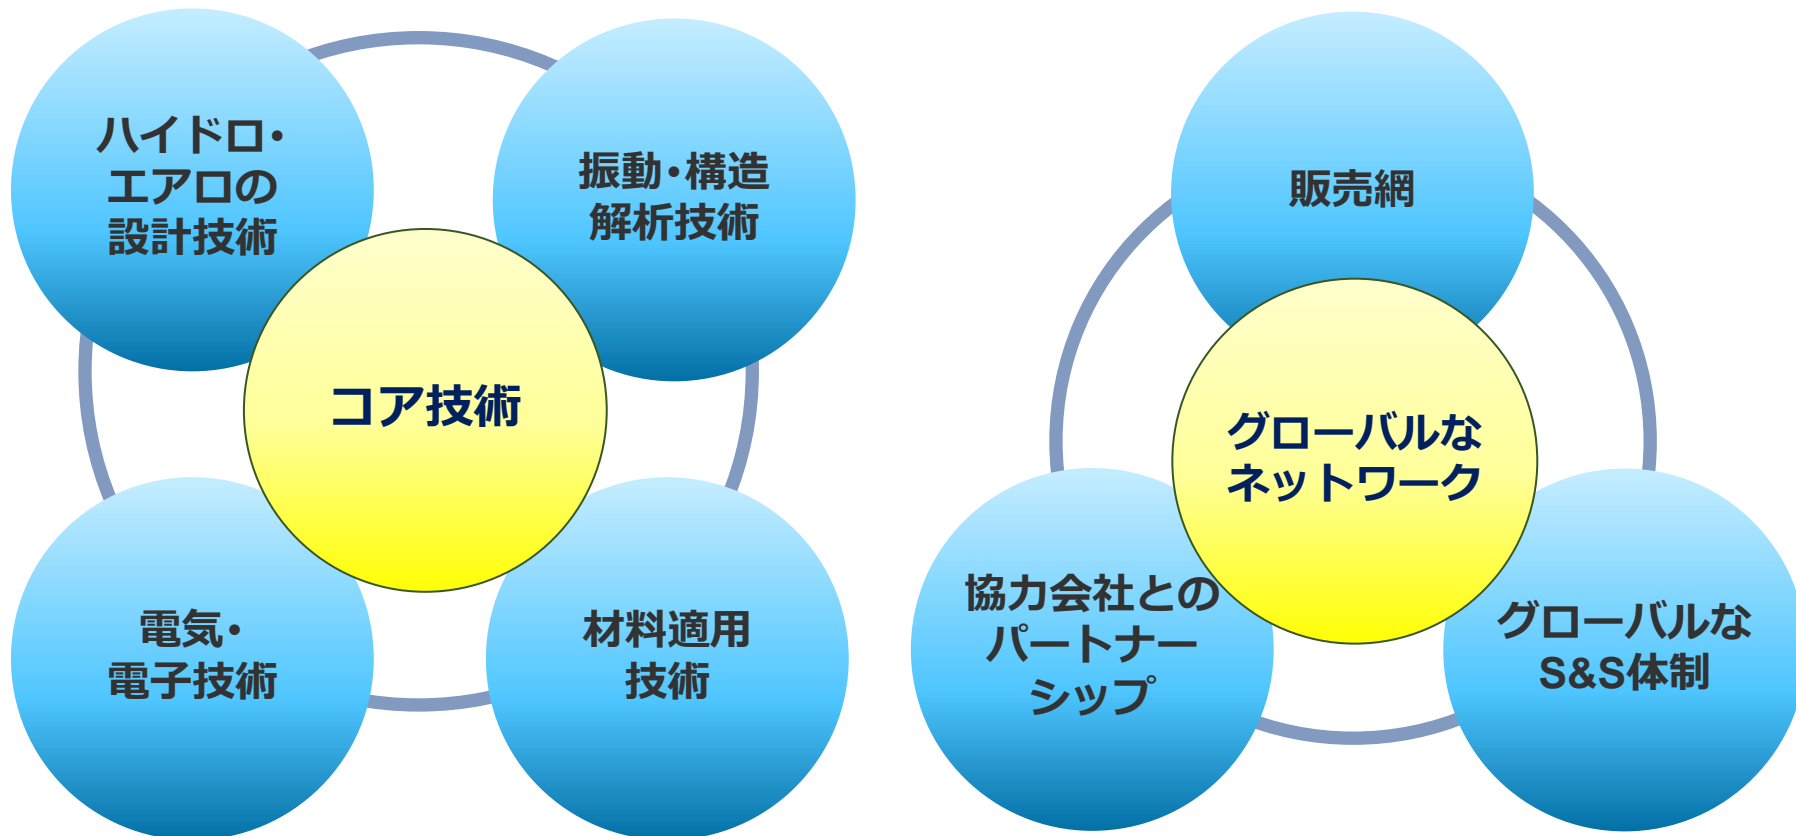 ハイドロ・
エアロの
設計技術
振動・構造
解析技術
コア技術
電気・
電子技術
材料適用
技術
販売網
グローバルな
ネットワーク
協力会社との
パートナー
シップ
グローバルな
S&S体制